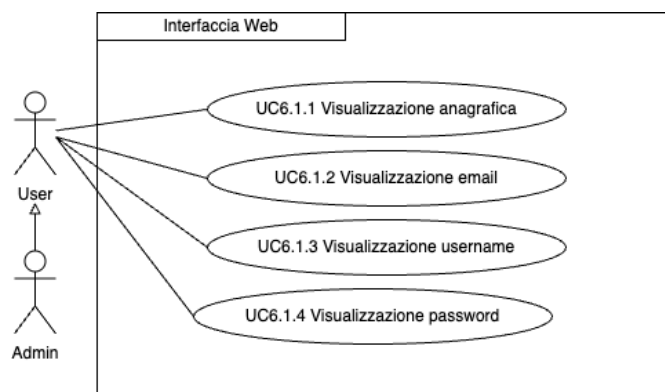 Interfaccia Web
UC6.1.1 Visualizzazione anagrafica
UC6.1.2 Visualizzazione email
User
UC6.1.3 Visualizzazione username
UC6.1.4 Visualizzazione password
Admin